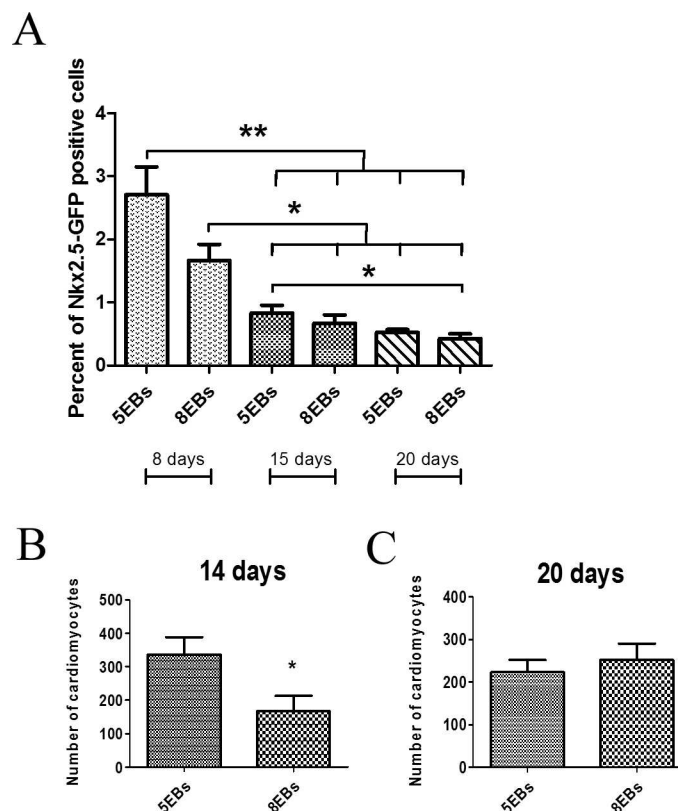 A
Percent of Nkx2.5-GFP positive cells
4
3
2
1
0
**
*
*
5EBs
8EBs
5EBs
8EBs
5EBs
8EBs
8 days
15 days
20 days
B
14 days
Number of cardiomyocytes
500
400
300
200
100
0
*
5EBs
8EBs
C
20 days
Number of cardiomyocytes
400
300
200
100
0
5EBs
8EBs